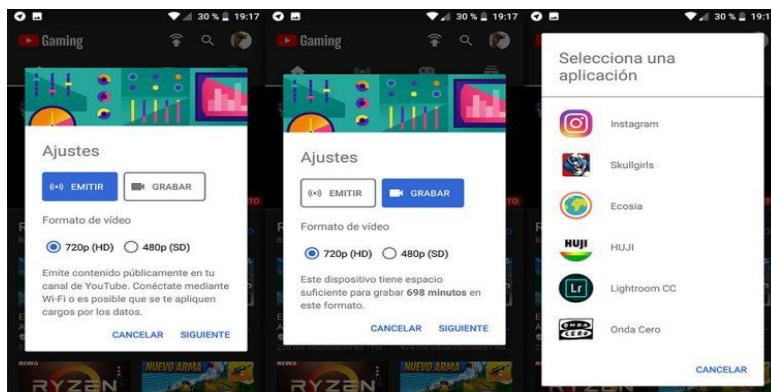 30 % 19:17
Gaming
Ajustes
EMITIR
GRABAR
Formato de vídeo
720p (HD)
480p (SD)
Emite contenido públicamente en tu
canal de YouTube. Conéctate mediante
Wi-Fi o es posible que se te apliquen
cargos por los datos.
CANCELAR
SIGUIENTE
RYZEN
NUEVO ARMA
30 % 19:17
Gaming
Ajustes
EMITIR
GRABAR
Formato de vídeo
720p (HD)
480p (SD)
Este dispositivo tiene espacio
suficiente para grabar 698 minutos en
este formato.
CANCELAR
SIGUIENTE
RYZEN
NUEVO ARMA
30 % 19:1
Selecciona una
aplicación
Instagram
Skullgirls
Ecosia
HUJI
HUJI
Lr
Lightroom CC
ONDA
CERO
Onda Cero
CANCELAR